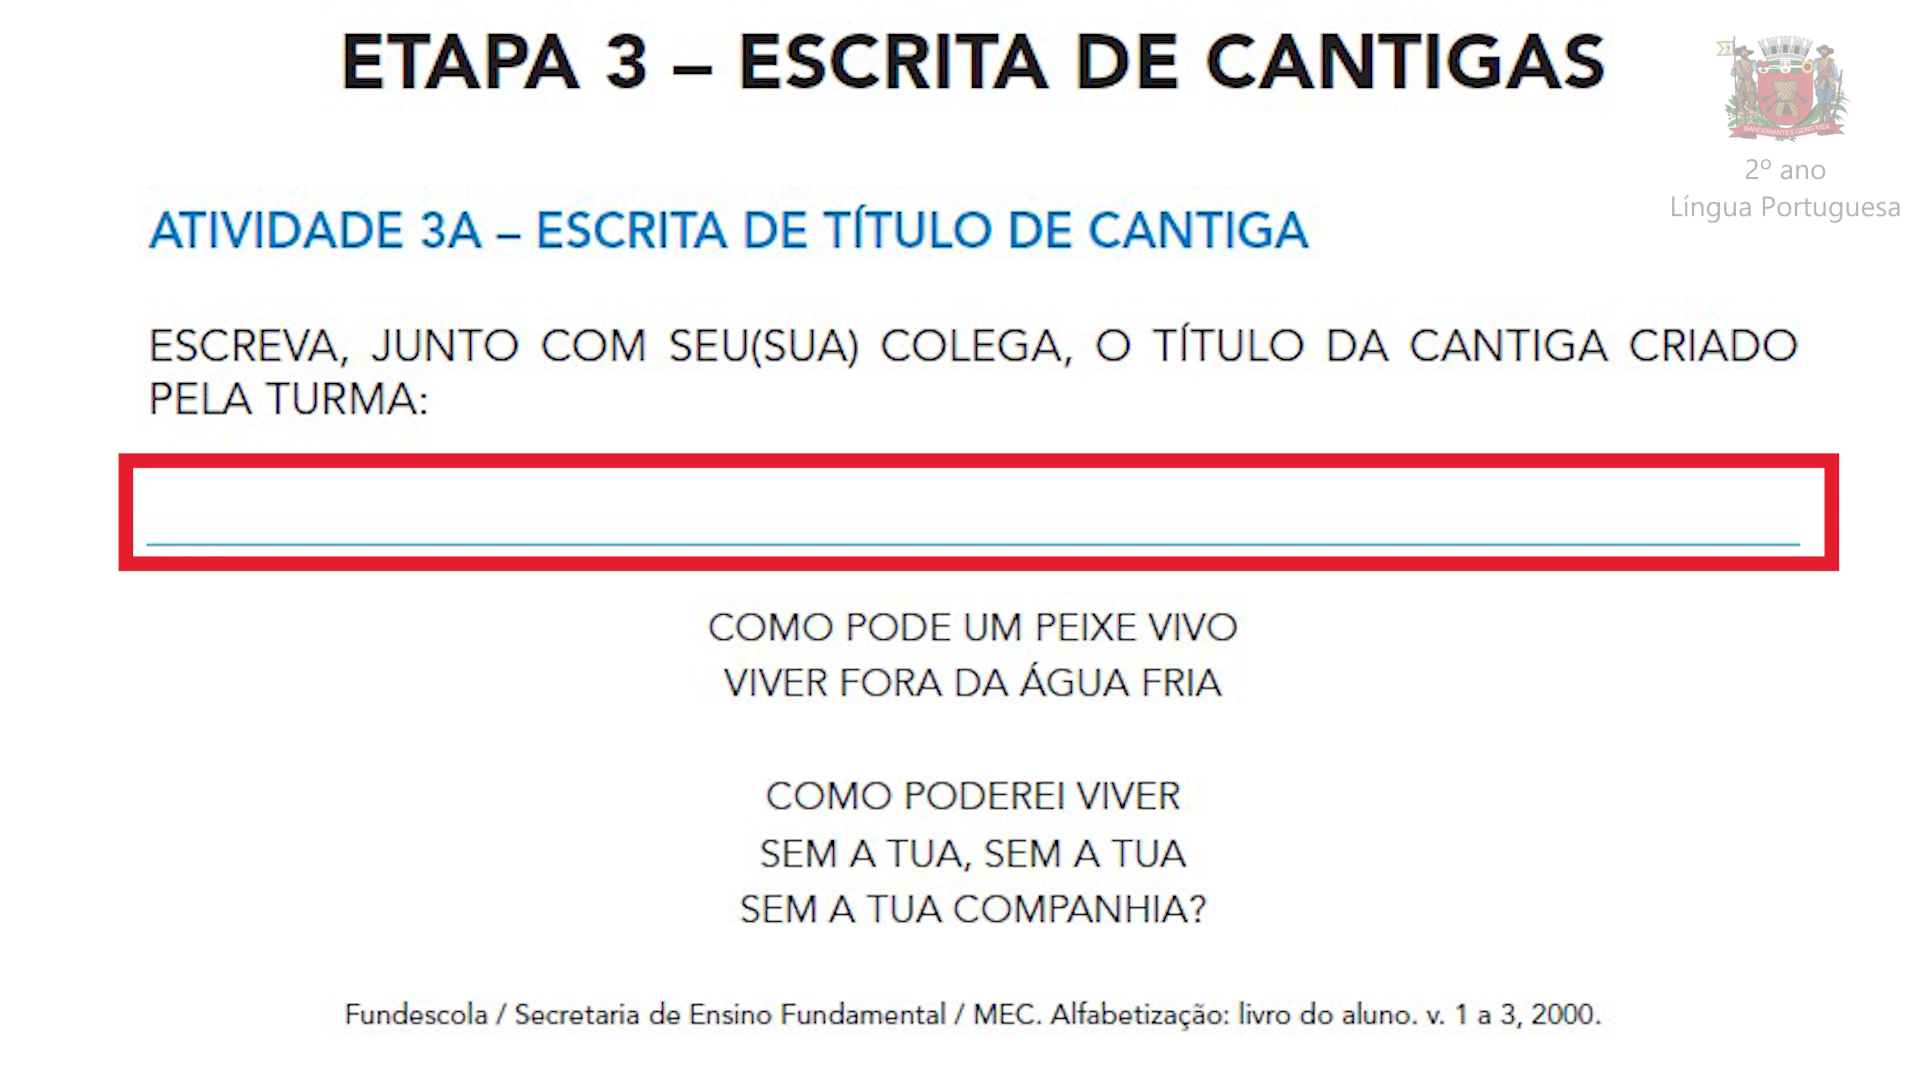 ETAPA 3 – ESCRITA DE CANTIGAS
BANDEIRANTES GENS MEA
2º ano
Língua Portuguesa
ATIVIDADE 3A – ESCRITA DE TÍTULO DE CANTIGA
ESCREVA, JUNTO COM SEU(SUA) COLEGA, O TÍTULO DA CANTIGA CRIADO
PELA TURMA:
COMO PODE UM PEIXE VIVO
VIVER FORA DA ÁGUA FRIA
COMO PODEREI VIVER
SEM A TUA, SEM A TUA
SEM A TUA COMPANHIA?
Fundescola / Secretaria de Ensino Fundamental / MEC. Alfabetização: livro do aluno. v. 1 a 3, 2000.